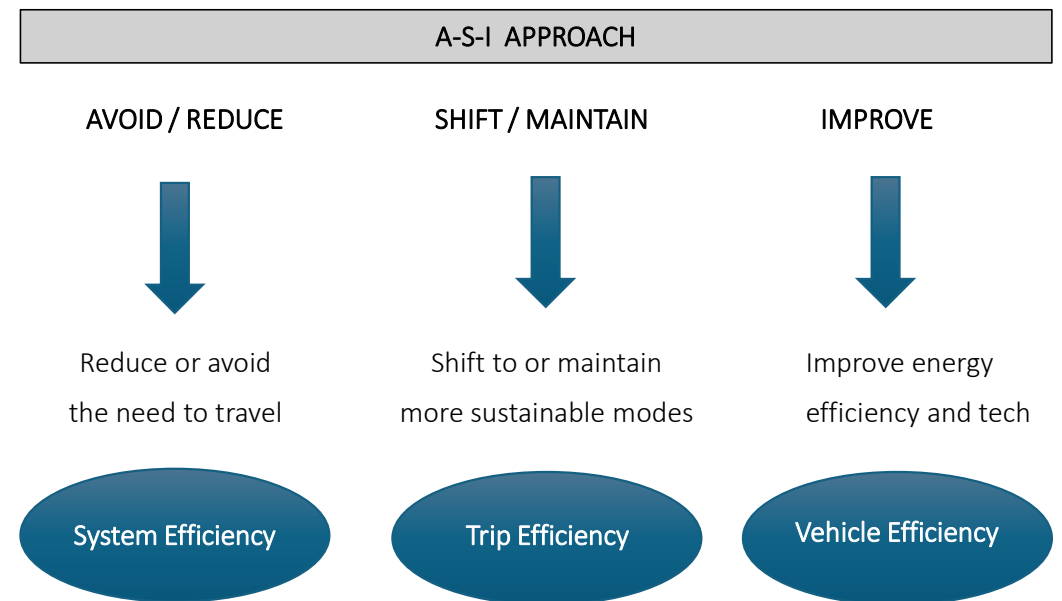 A-S-I APPROACH
AVOID / REDUCE
SHIFT / MAINTAIN
IMPROVE
Reduce or avoid
the need to travel
Shift to or maintain
more sustainable modes
Improve energy
efficiency and tech
System Efficiency
Trip Efficiency
Vehicle Efficiency